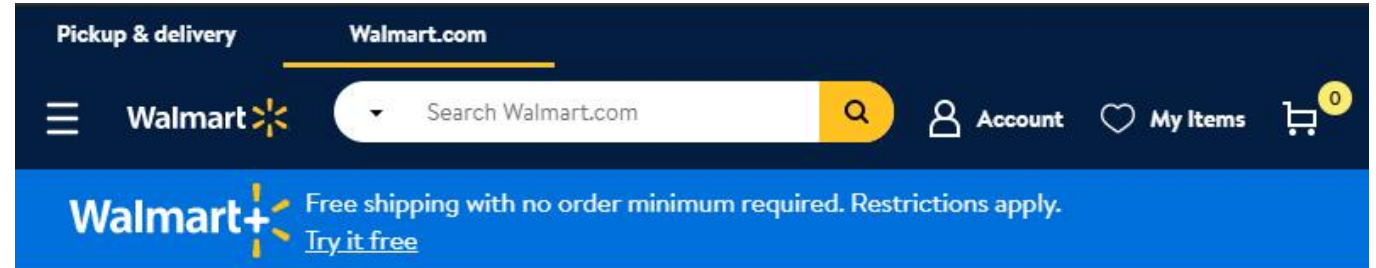 Pickup & delivery Walmart.com
Walmart Search Walmart.com Account My Items 0
Walmart+ Free shipping with no order minimum required. Restrictions apply.
Try it free